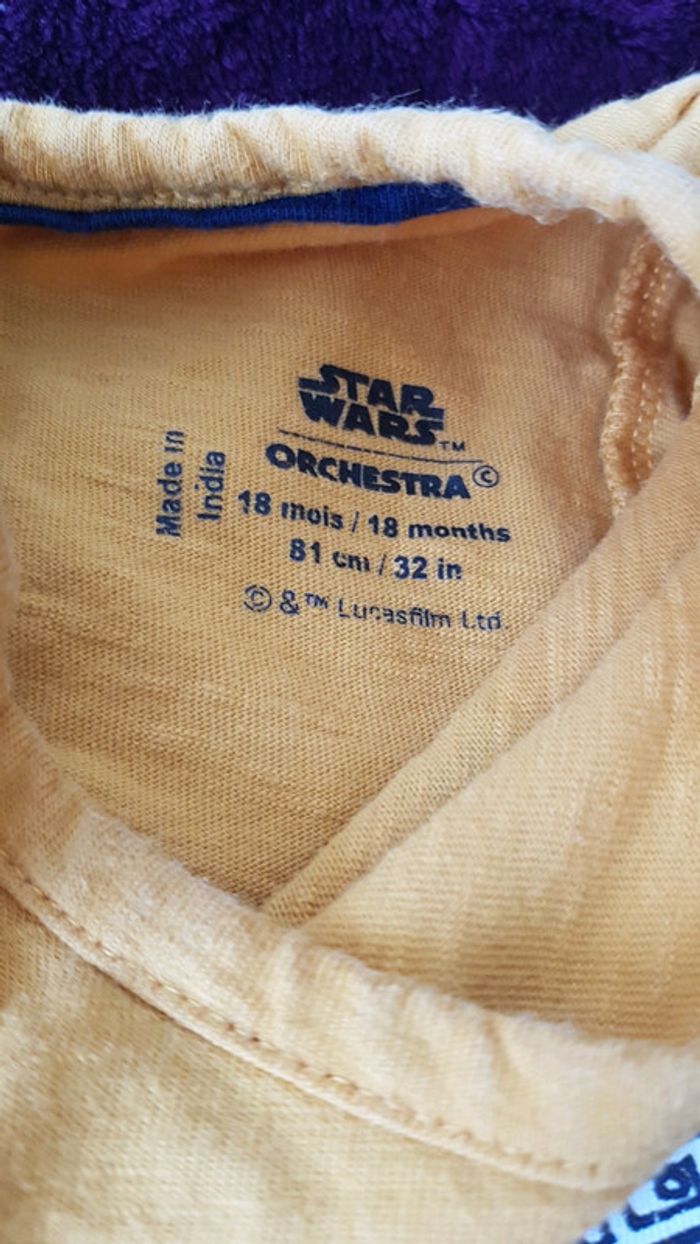 STAR
WARS™
ORCHESTRA©
Made in
India
18 mois / 18 months
81 cm / 32 in
© &™ Lucasfilm Ltd.